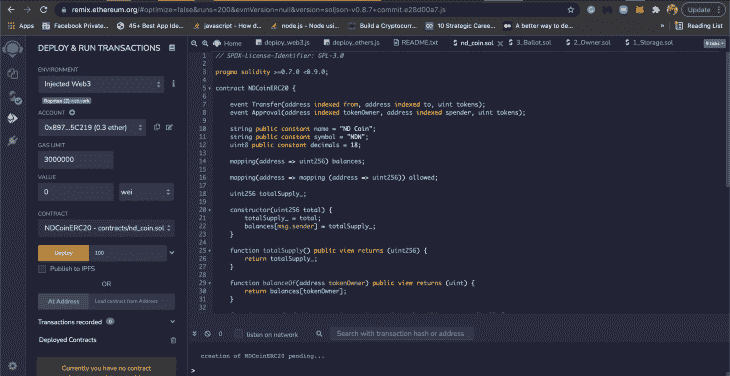 remix.ethereum.org/#optimize=false&runs=200&evmVersion=null&version=soljson-v0.8.7+commit.e28d00a7.js
Update
Apps
Facebook Private...
45+ Best App Ide...
javascript - How d...
node.js - Node usi...
Build a Cryptocur...
10 Strategic Caree...
A better way to de...
Reading List
DEPLOY & RUN TRANSACTIONS
ENVIRONMENT
Injected Web3
Ropsten (3) network
ACCOUNT
0x897...5C219 (0.3 ether)
GAS LIMIT
3000000
VALUE
0
wei
CONTRACT
NDCoinERC20 - contracts/nd_coin.sol
Deploy
100
Publish to IPFS
OR
At Address
Load contract from Address
Transactions recorded 0
Deployed Contracts
Currently you have no contract
Home
deploy_web3.js
deploy_ethers.js
README.txt
nd_coin.sol
3_Ballot.sol
2_Owner.sol
1_Storage.sol
1 // SPDX-License-Identifier: GPL-3.0
2
3 pragma solidity >=0.7.0 <0.9.0;
4
5 contract NDCoinERC20 {
6
7 event Transfer(address indexed from, address indexed to, uint tokens);
8 event Approval(address indexed tokenOwner, address indexed spender, uint tokens);
9
10 string public constant name = "ND Coin";
11 string public constant symbol = "NDN";
12 uint8 public constant decimals = 18;
13
14 mapping(address => uint256) balances;
15
16 mapping(address => mapping (address => uint256)) allowed;
17
18 uint256 totalSupply_;
19
20 constructor(uint256 total) {
21 totalSupply_ = total;
22 balances[msg.sender] = totalSupply_;
23 }
24
25 function totalSupply() public view returns (uint256) {
26 return totalSupply_;
27 }
28
29 function balanceOf(address tokenOwner) public view returns (uint) {
30 return balances[tokenOwner];
31 }
32
0
listen on network
Search with transaction hash or address
creation of NDCoinERC20 pending...
>